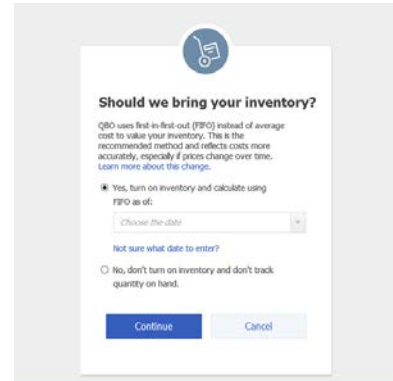 Should we bring your inventory?
QBO uses first-in-first-out (FIFO) instead of average
cost to value your inventory. This is the
recommended method and reflects costs more
accurately, especially if prices change over time.
Learn more about this change.
Yes, turn on inventory and calculate using
FIFO as of:
Choose the date
Not sure what date to enter?
No, don't turn on inventory and don't track
quantity on hand.
Continue Cancel